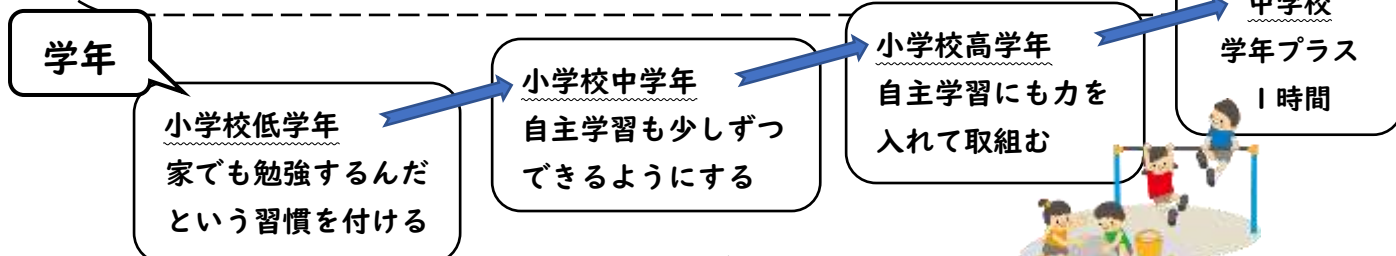 学年
小学校低学年
家でも勉強するんだ
という習慣を付ける
小学校中学年
自主学習も少しずつ
できるようにする
小学校高学年
自主学習にも力を
入れて取組む
中学校
学年プラス
1時間